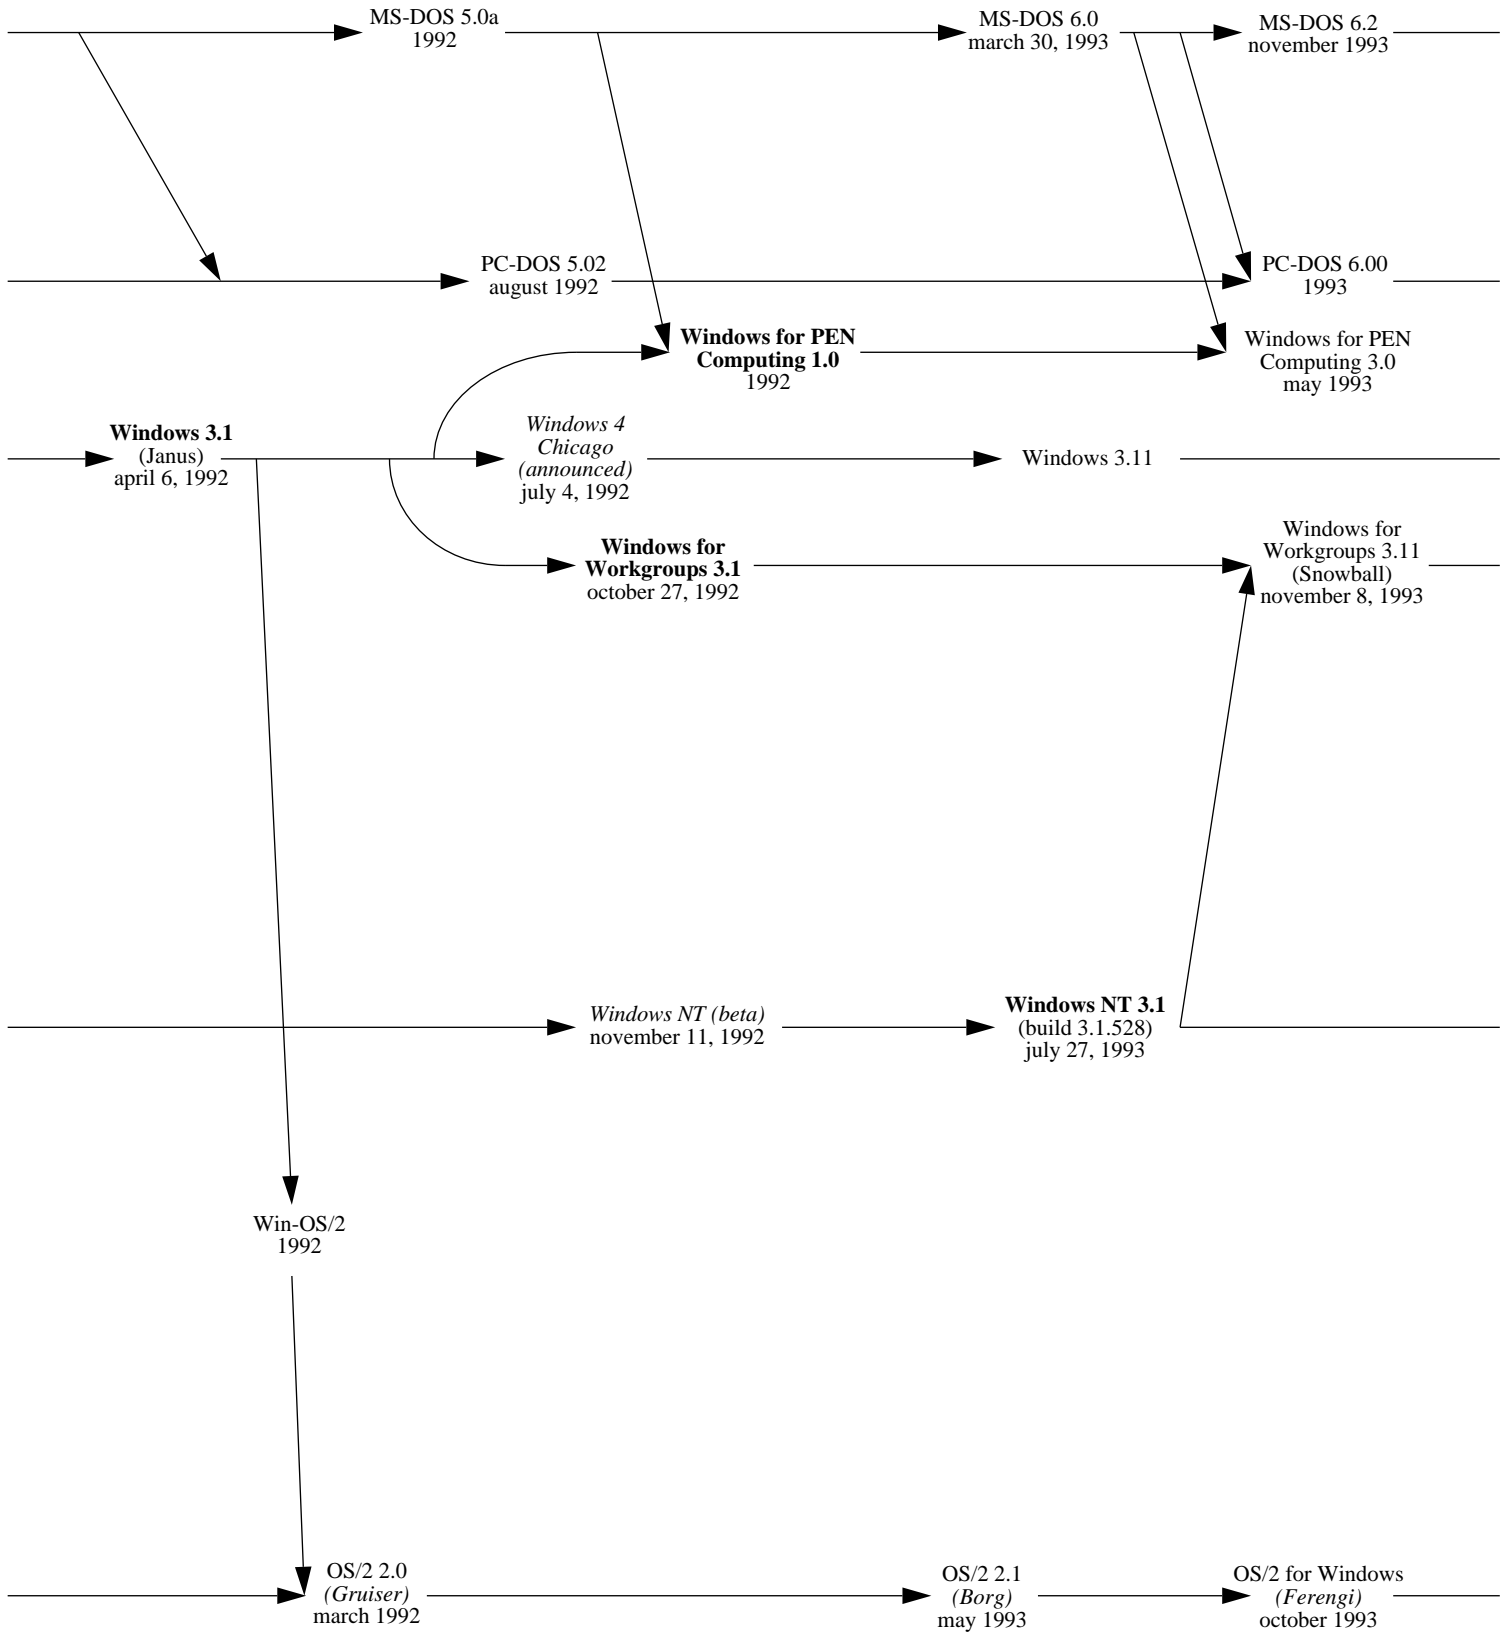 MS-DOS 5.0a
1992
MS-DOS 6.0
march 30, 1993
MS-DOS 6.2
november 1993
PC-DOS 5.02
august 1992
PC-DOS 6.00
1993
Windows for PEN
Computing 1.0
1992
Windows for PEN
Computing 3.0
may 1993
Windows 3.1
(Janus)
april 6, 1992
Windows 4
Chicago
(announced)
july 4, 1992
Windows 3.11
Windows for
Workgroups 3.1
october 27, 1992
Windows for
Workgroups 3.11
(Snowball)
november 8, 1993
Windows NT (beta)
november 11, 1992
Windows NT 3.1
(build 3.1.528)
july 27, 1993
Win-OS/2
1992
OS/2 2.0
(Gruiser)
march 1992
OS/2 2.1
(Borg)
may 1993
OS/2 for Windows
(Ferengi)
october 1993